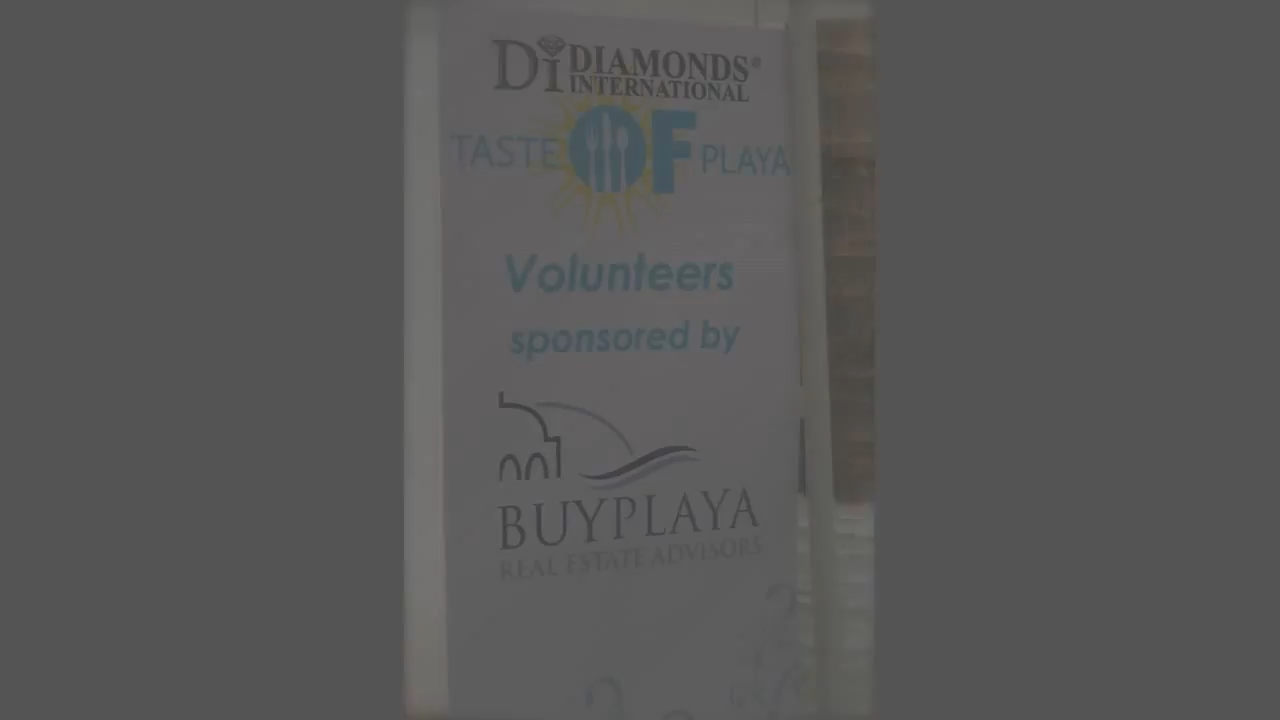 Di DIAMONDS®
INTERNATIONAL
TASTE OF PLAYA
Volunteers
sponsored by
BUYPLAYA
REAL ESTATE ADVISORS